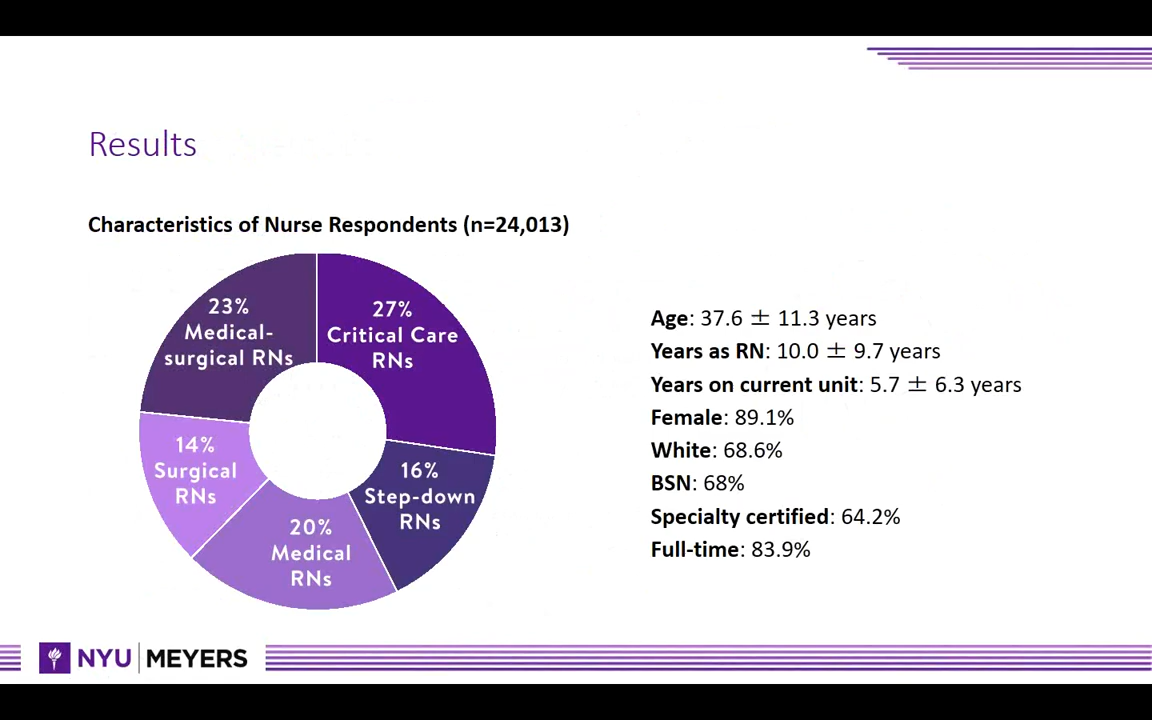 Results
Characteristics of Nurse Respondents (n=24,013)
23%
Medical-
surgical RNs
27%
Critical Care
RNs
14%
Surgical
RNs
16%
Step-down
RNs
20%
Medical
RNs
Age: 37.6 ± 11.3 years
Years as RN: 10.0 ± 9.7 years
Years on current unit: 5.7 ± 6.3 years
Female: 89.1%
White: 68.6%
BSN: 68%
Specialty certified: 64.2%
Full-time: 83.9%
NYU MEYERS